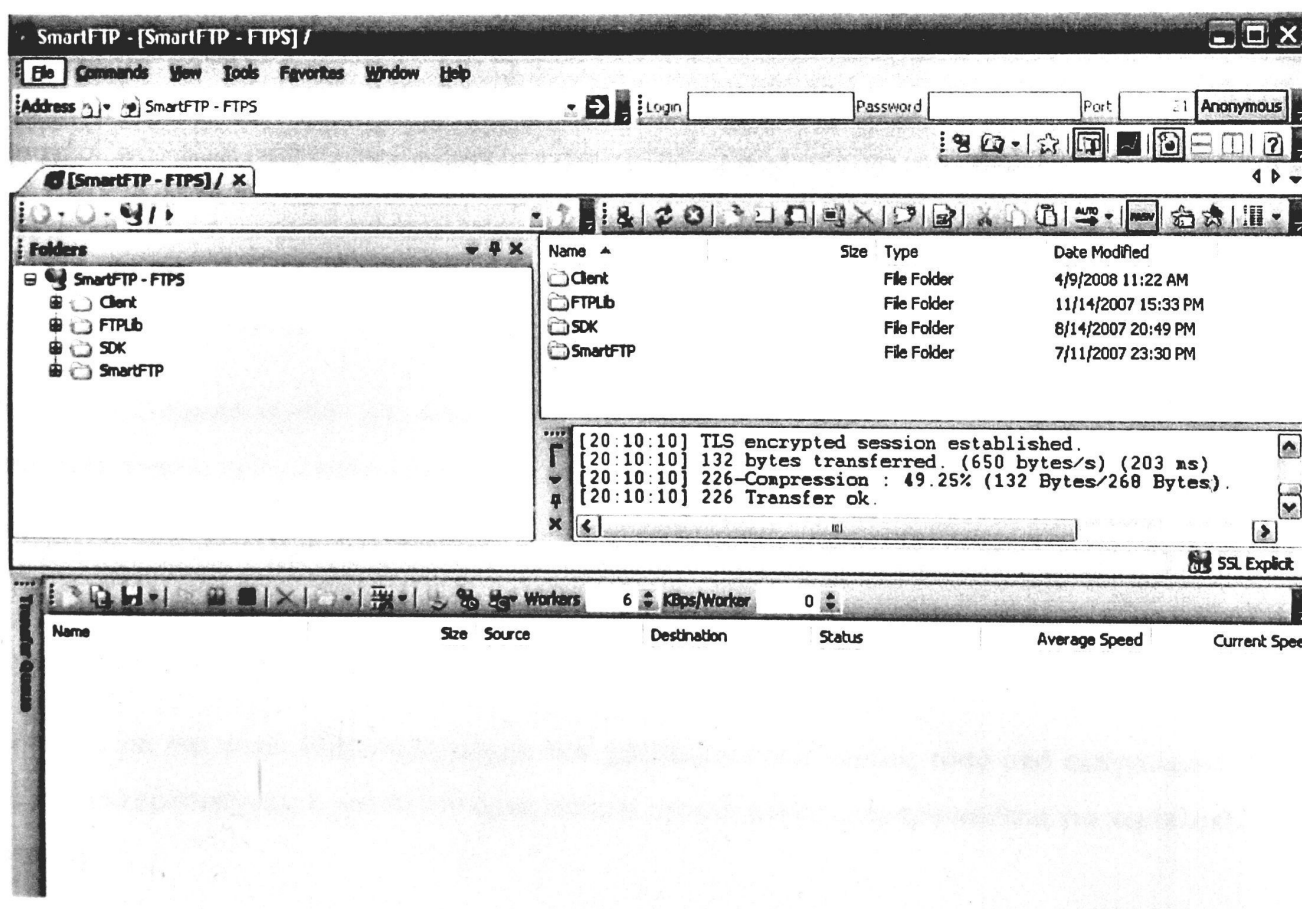 SmartFTP - [SmartFTP - FTPS] /
File Commands View Tools Favorites Window Help
Address SmartFTP - FTPS Login Password Port 21 Anonymous
[SmartFTP - FTPS] / X
/
AUTO PASV
Folders
SmartFTP - FTPS
Client
FTPLib
SDK
SmartFTP
Name Size Type Date Modified
Client File Folder 4/9/2008 11:22 AM
FTPLib File Folder 11/14/2007 15:33 PM
SDK File Folder 8/14/2007 20:49 PM
SmartFTP File Folder 7/11/2007 23:30 PM
[20:10:10] TLS encrypted session established.
[20:10:10] 132 bytes transferred. (650 bytes/s) (203 ms)
[20:10:10] 226-Compression : 49.25% (132 Bytes/268 Bytes).
[20:10:10] 226 Transfer ok.
SSL Explicit
Transfer Queue
Workers 6 KBps/Worker 0
Name Size Source Destination Status Average Speed Current Spee